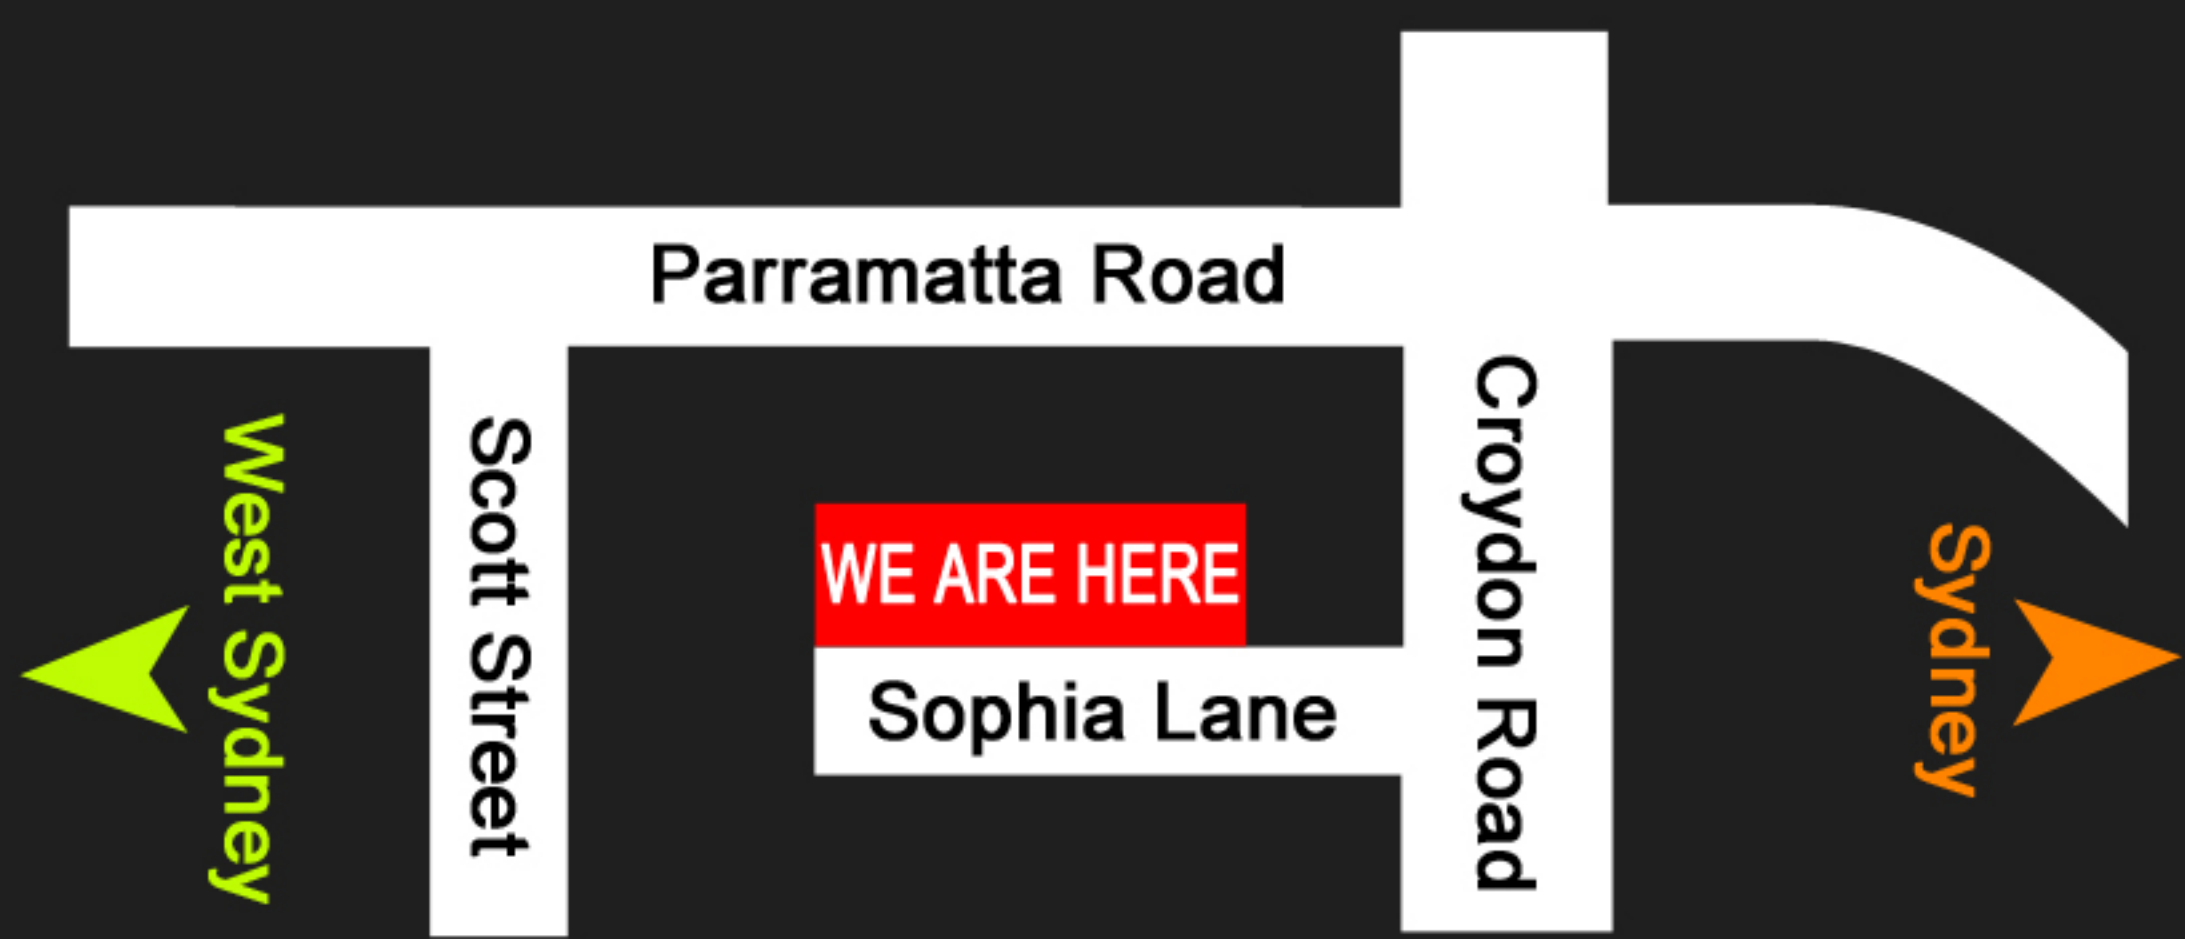 Parramatta Road
West Sydney
Scott Street
WE ARE HERE
Sophia Lane
Croydon Road
Sydney